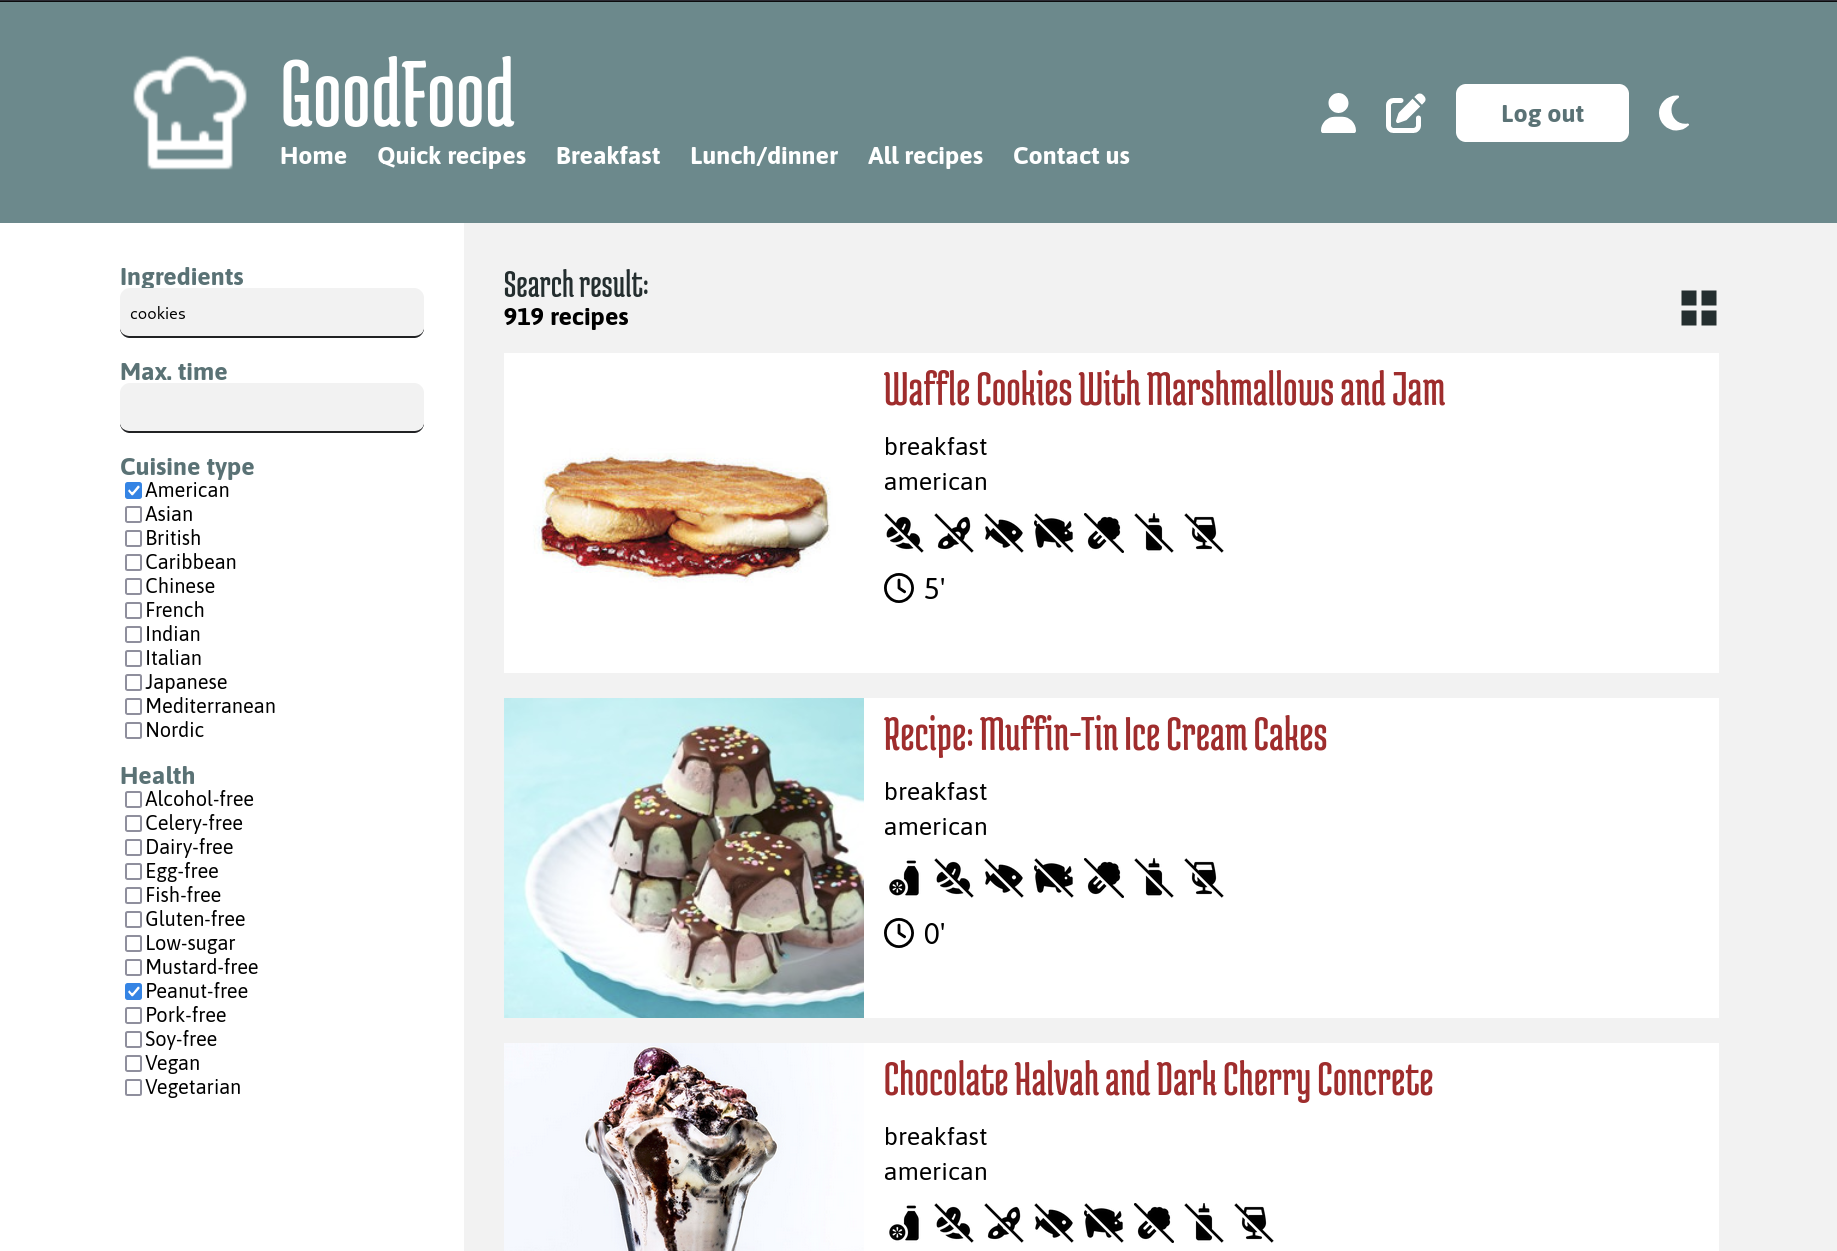 GoodFood
Home Quick recipes Breakfast Lunch/dinner All recipes Contact us
Log out
Ingredients
cookies
Max. time
Cuisine type
American
Asian
British
Caribbean
Chinese
French
Indian
Italian
Japanese
Mediterranean
Nordic
Health
Alcohol-free
Celery-free
Dairy-free
Egg-free
Fish-free
Gluten-free
Low-sugar
Mustard-free
Peanut-free
Pork-free
Soy-free
Vegan
Vegetarian
Search result:
919 recipes
Waffle Cookies With Marshmallows and Jam
breakfast
american
5'
Recipe: Muffin-Tin Ice Cream Cakes
breakfast
american
0'
Chocolate Halvah and Dark Cherry Concrete
breakfast
american